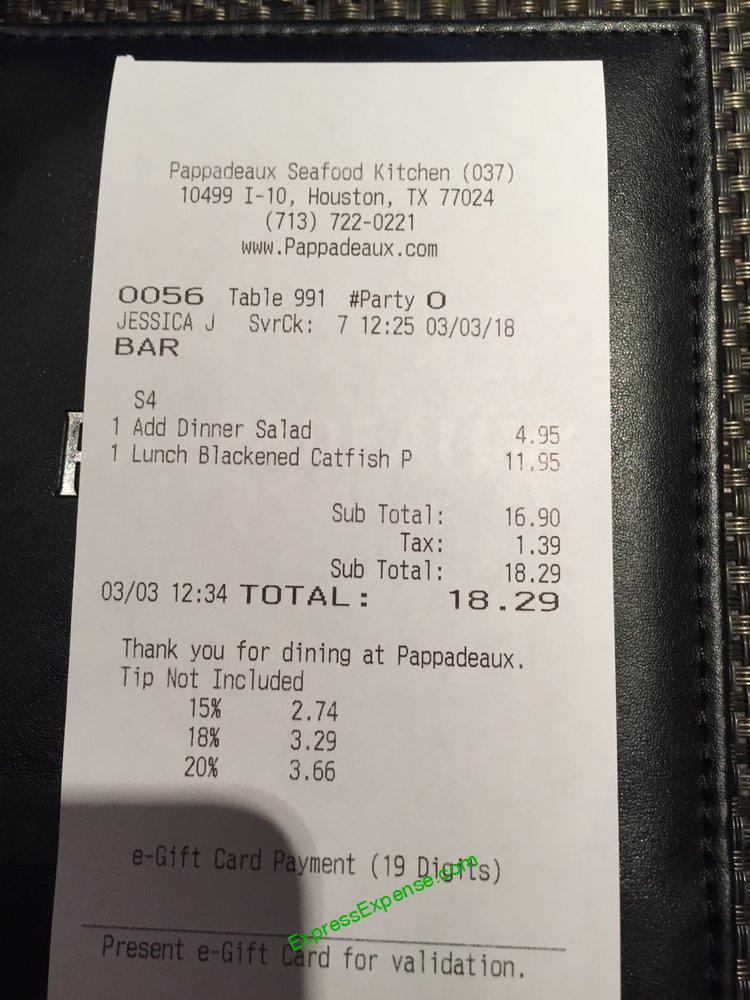 Pappadeaux Seafood Kitchen (037)
10499 I-10, Houston, TX 77024
(713) 722-0221
www.Pappadeaux.com
0056 Table 991 #Party 0
JESSICA J SvrCk: 7 12:25 03/03/18
BAR
S4
1 Add Dinner Salad 4.95
1 Lunch Blackened Catfish P 11.95
Sub Total: 16.90
Tax: 1.39
Sub Total: 18.29
03/03 12:34 TOTAL: 18.29
Thank you for dining at Pappadeaux.
Tip Not Included
15% 2.74
18% 3.29
20% 3.66
e-Gift Card Payment (19 Digits)
ExpressExpense.com
Present e-Gift Card for validation.